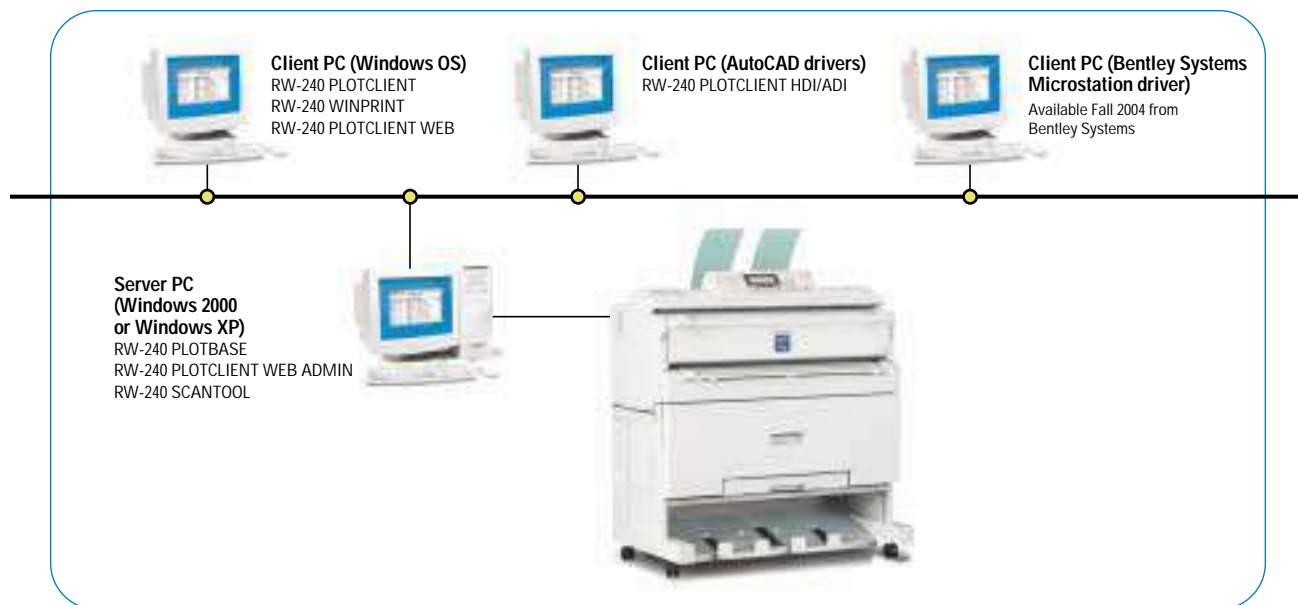 Client PC (Windows OS)
RW-240 PLOTCLIENT
RW-240 WINPRINT
RW-240 PLOTCLIENT WEB
Client PC (AutoCAD drivers)
RW-240 PLOTCLIENT HDI/ADI
Client PC (Bentley Systems
Microstation driver)
Available Fall 2004 from
Bentley Systems
Server PC
(Windows 2000
or Windows XP)
RW-240 PLOTBASE
RW-240 PLOTCLIENT WEB ADMIN
RW-240 SCANTOOL